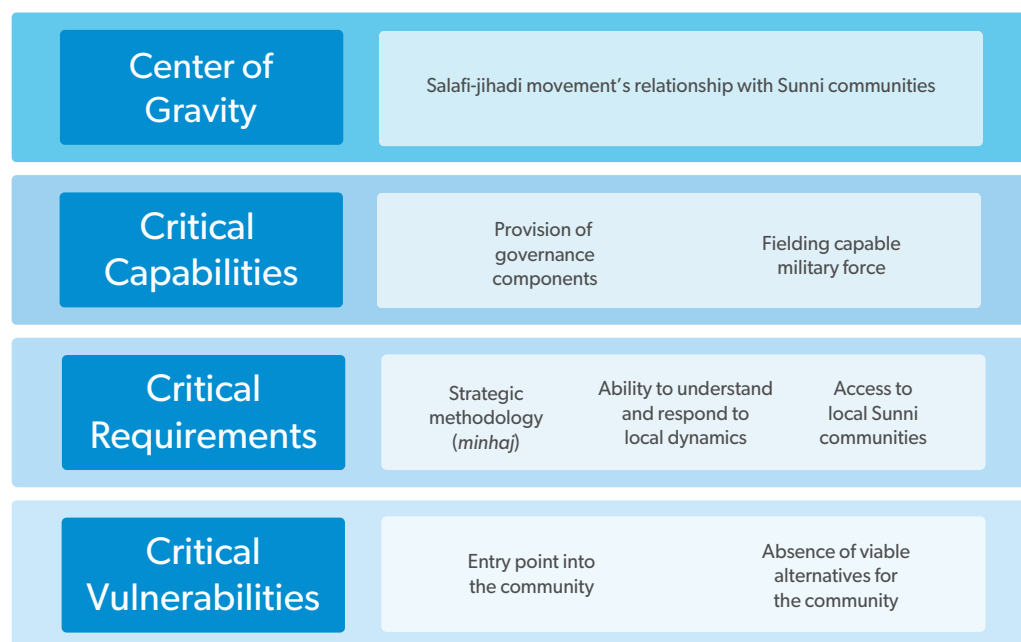 Center of
Gravity
Salafi-jihadi movement’s relationship with Sunni communities
Critical
Capabilities
Provision of
governance
components
Fielding capable
military force
Critical
Requirements
Strategic
methodology
(minhaj)
Ability to understand
and respond to
local dynamics
Access to
local Sunni
communities
Critical
Vulnerabilities
Entry point into
the community
Absence of viable
alternatives for
the community